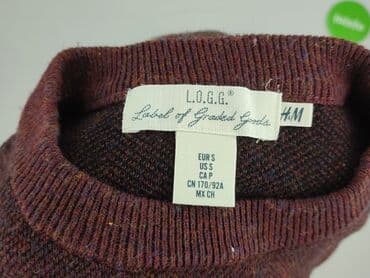 L.O.G.G.®
Label of Graded Goods
H&M
EUR S
US S
CA P
CN 170/92A
MX CH